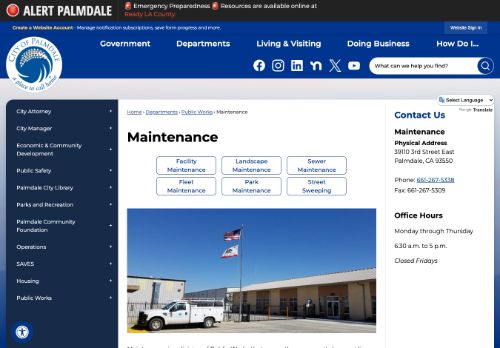 ALERT PALMDALE
🚨 Emergency Preparedness 🚨 Resources are available online at
Ready LA County.
Create a Website Account - Manage notification subscriptions, save form progress and more.
Website Sign In
CITY OF PALMDALE
a place to call home
Government
Departments
Living & Visiting
Doing Business
How Do I...
What can we help you find?
Select Language
Google Translate
City Attorney
City Manager
Economic & Community
Development
Public Safety
Palmdale City Library
Parks and Recreation
Palmdale Community
Foundation
Operations
SAVES
Housing
Public Works
Home › Departments › Public Works › Maintenance
Maintenance
Facility
Maintenance
Landscape
Maintenance
Sewer
Maintenance
Fleet
Maintenance
Park
Maintenance
Street
Sweeping
Contact Us
Maintenance
Physical Address
39110 3rd Street East
Palmdale, CA 93550
Phone: 661-267-5338
Fax: 661-267-5309
Office Hours
Monday through Thursday
6:30 a.m. to 5 p.m.
Closed Fridays